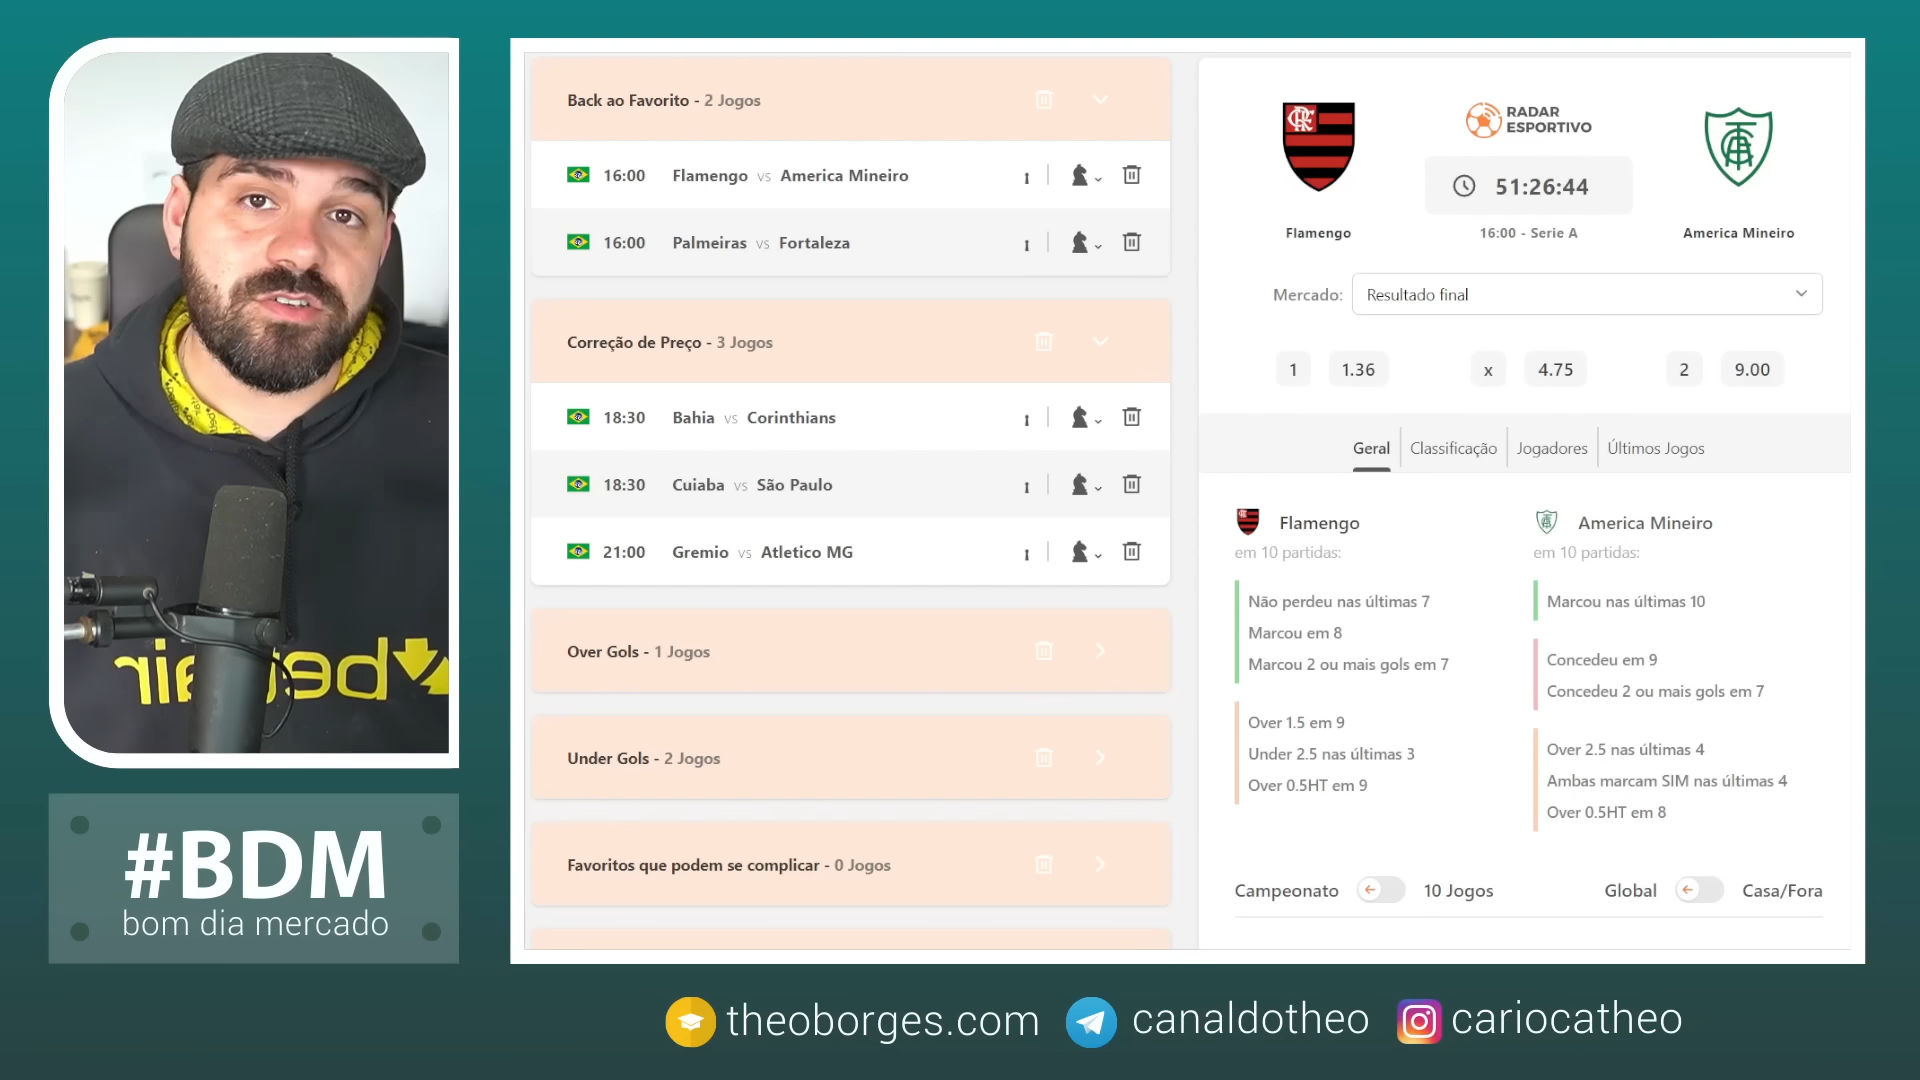 betfair
#BDM
bom dia mercado
Back ao Favorito - 2 Jogos
16:00 Flamengo vs America Mineiro
16:00 Palmeiras vs Fortaleza
Correção de Preço - 3 Jogos
18:30 Bahia vs Corinthians
18:30 Cuiaba vs São Paulo
21:00 Gremio vs Atletico MG
Over Gols - 1 Jogos
Under Gols - 2 Jogos
Favoritos que podem se complicar - 0 Jogos
RADAR
ESPORTIVO
51:26:44
Flamengo
16:00 - Serie A
America Mineiro
Mercado: Resultado final
1 1.36 x 4.75 2 9.00
Geral Classificação Jogadores Últimos Jogos
Flamengo
em 10 partidas:
Não perdeu nas últimas 7
Marcou em 8
Marcou 2 ou mais gols em 7
Over 1.5 em 9
Under 2.5 nas últimas 3
Over 0.5HT em 9
America Mineiro
em 10 partidas:
Marcou nas últimas 10
Concedeu em 9
Concedeu 2 ou mais gols em 7
Over 2.5 nas últimas 4
Ambas marcam SIM nas últimas 4
Over 0.5HT em 8
Campeonato 10 Jogos Global Casa/Fora
theoborges.com canaldotheo cariocatheo